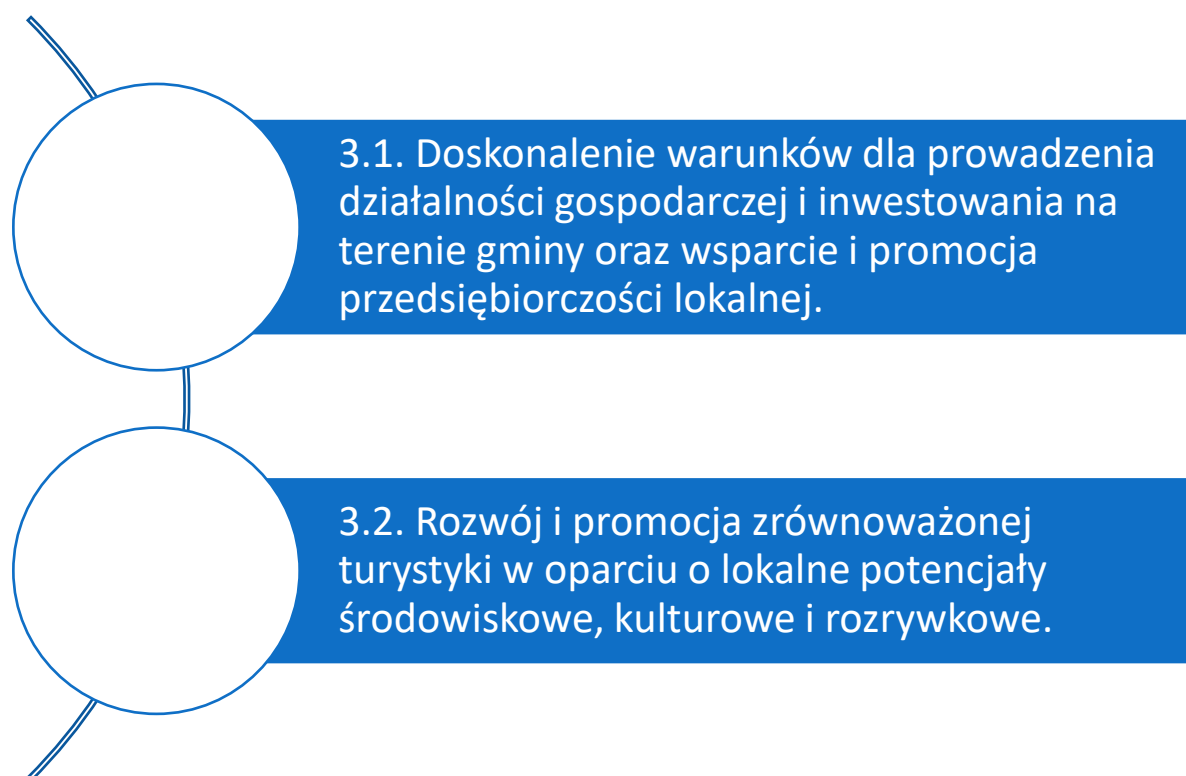 3.1. Doskonalenie warunków dla prowadzenia
działalności gospodarczej i inwestowania na
terenie gminy oraz wsparcie i promocja
przedsiębiorczości lokalnej.
3.2. Rozwój i promocja zrównoważonej
turystyki w oparciu o lokalne potencjały
środowiskowe, kulturowe i rozrywkowe.